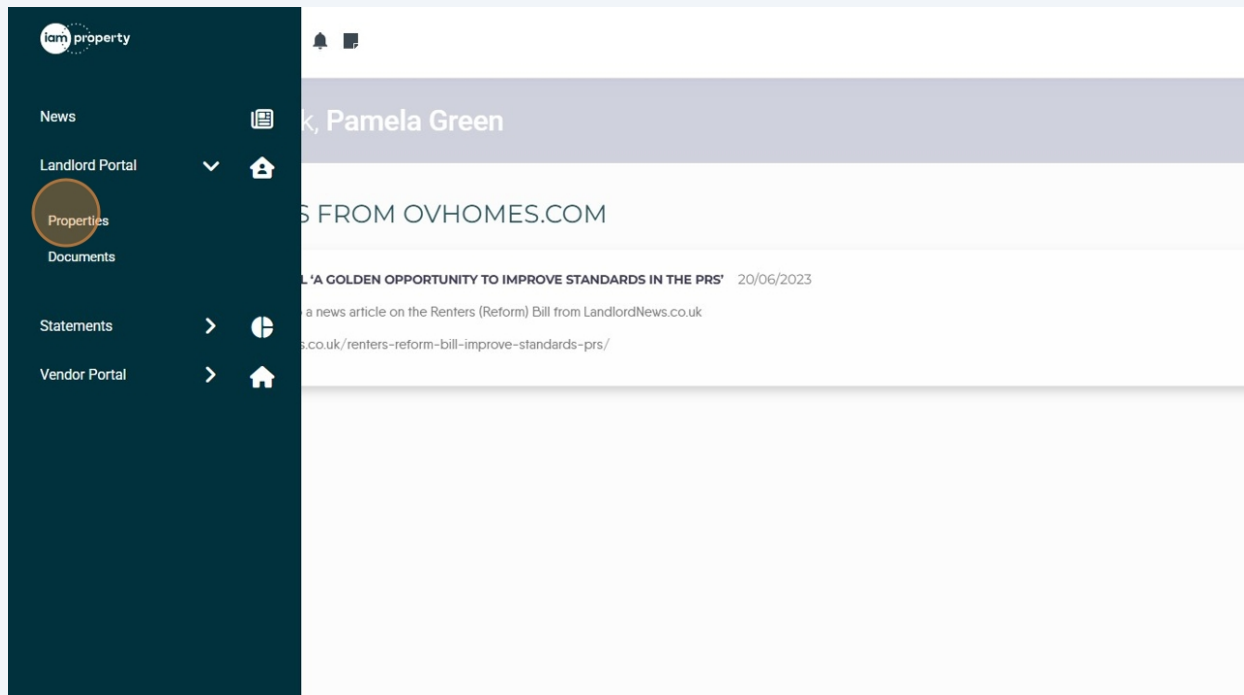 iam property
News
k, Pamela Green
Landlord Portal
Properties
S FROM OVHOMES.COM
Documents
L ‘A GOLDEN OPPORTUNITY TO IMPROVE STANDARDS IN THE PRS’ 20/06/2023
a news article on the Renters (Reform) Bill from LandlordNews.co.uk
Statements
s.co.uk/renters-reform-bill-improve-standards-prs/
Vendor Portal